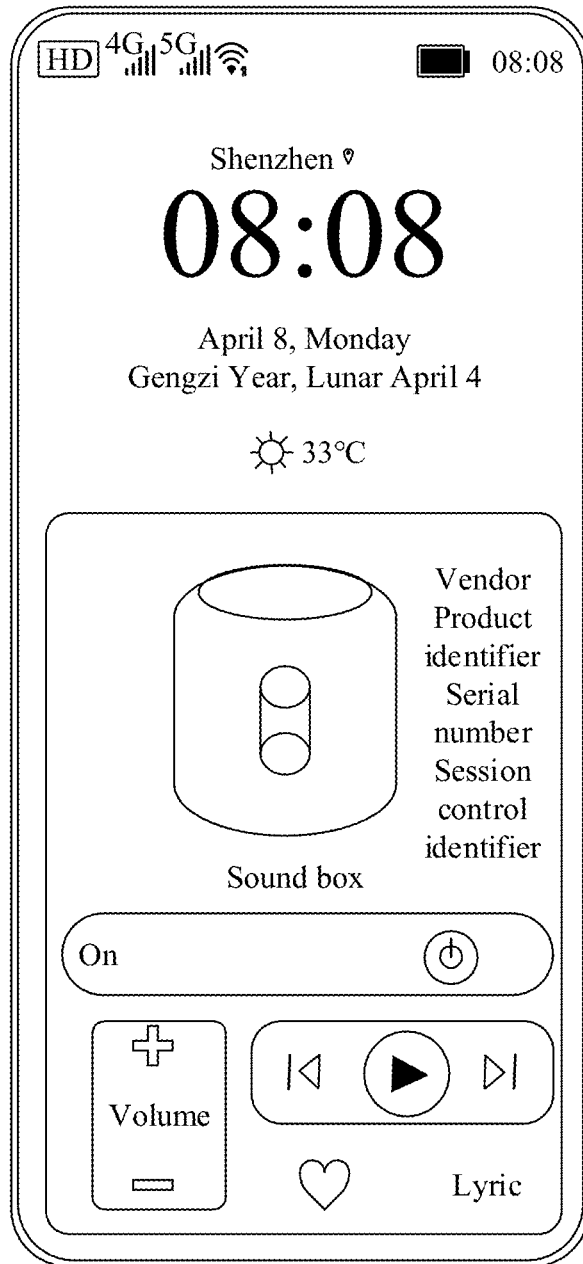 HD 4G 5G 08:08
Shenzhen
08:08
April 8, Monday
Gengzi Year, Lunar April 4
33°C
Vendor
Product
identifier
Serial
number
Session
control
identifier
Sound box
On
Volume
Lyric